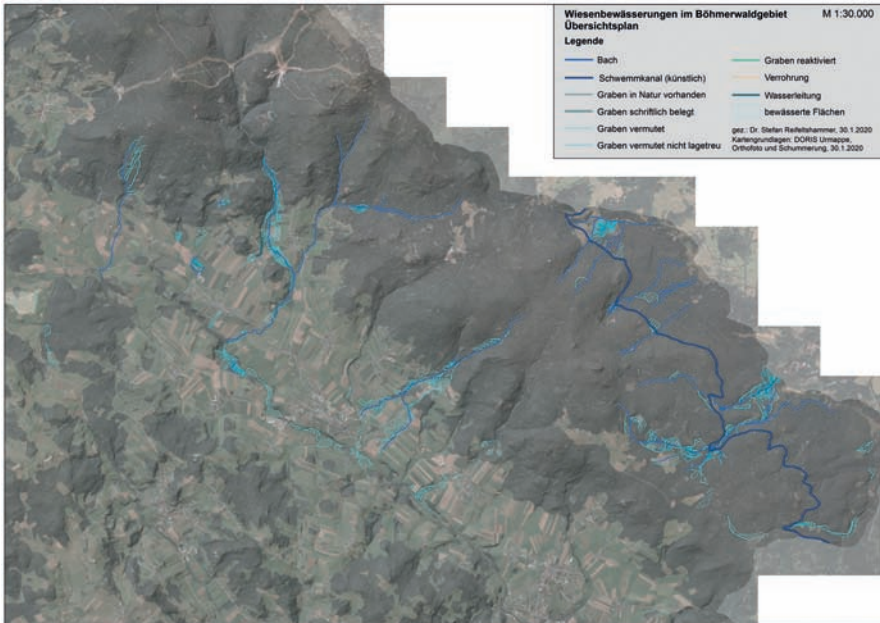 Wiesenbewässerungen im Böhmerwaldgebiet M 1:30.000
Übersichtsplan
Legende
Bach
Schwemmkanal (künstlich)
Graben in Natur vorhanden
Graben schriftlich belegt
Graben vermutet
Graben vermutet nicht lagetreu
Graben reaktiviert
Verrohrung
Wasserleitung
bewässerte Flächen
gez.: Dr. Stefan Reifeltshammer, 30.1.2020
Kartengrundlagen: DORIS Urmappe,
Orthofoto und Schummerung, 30.1.2020